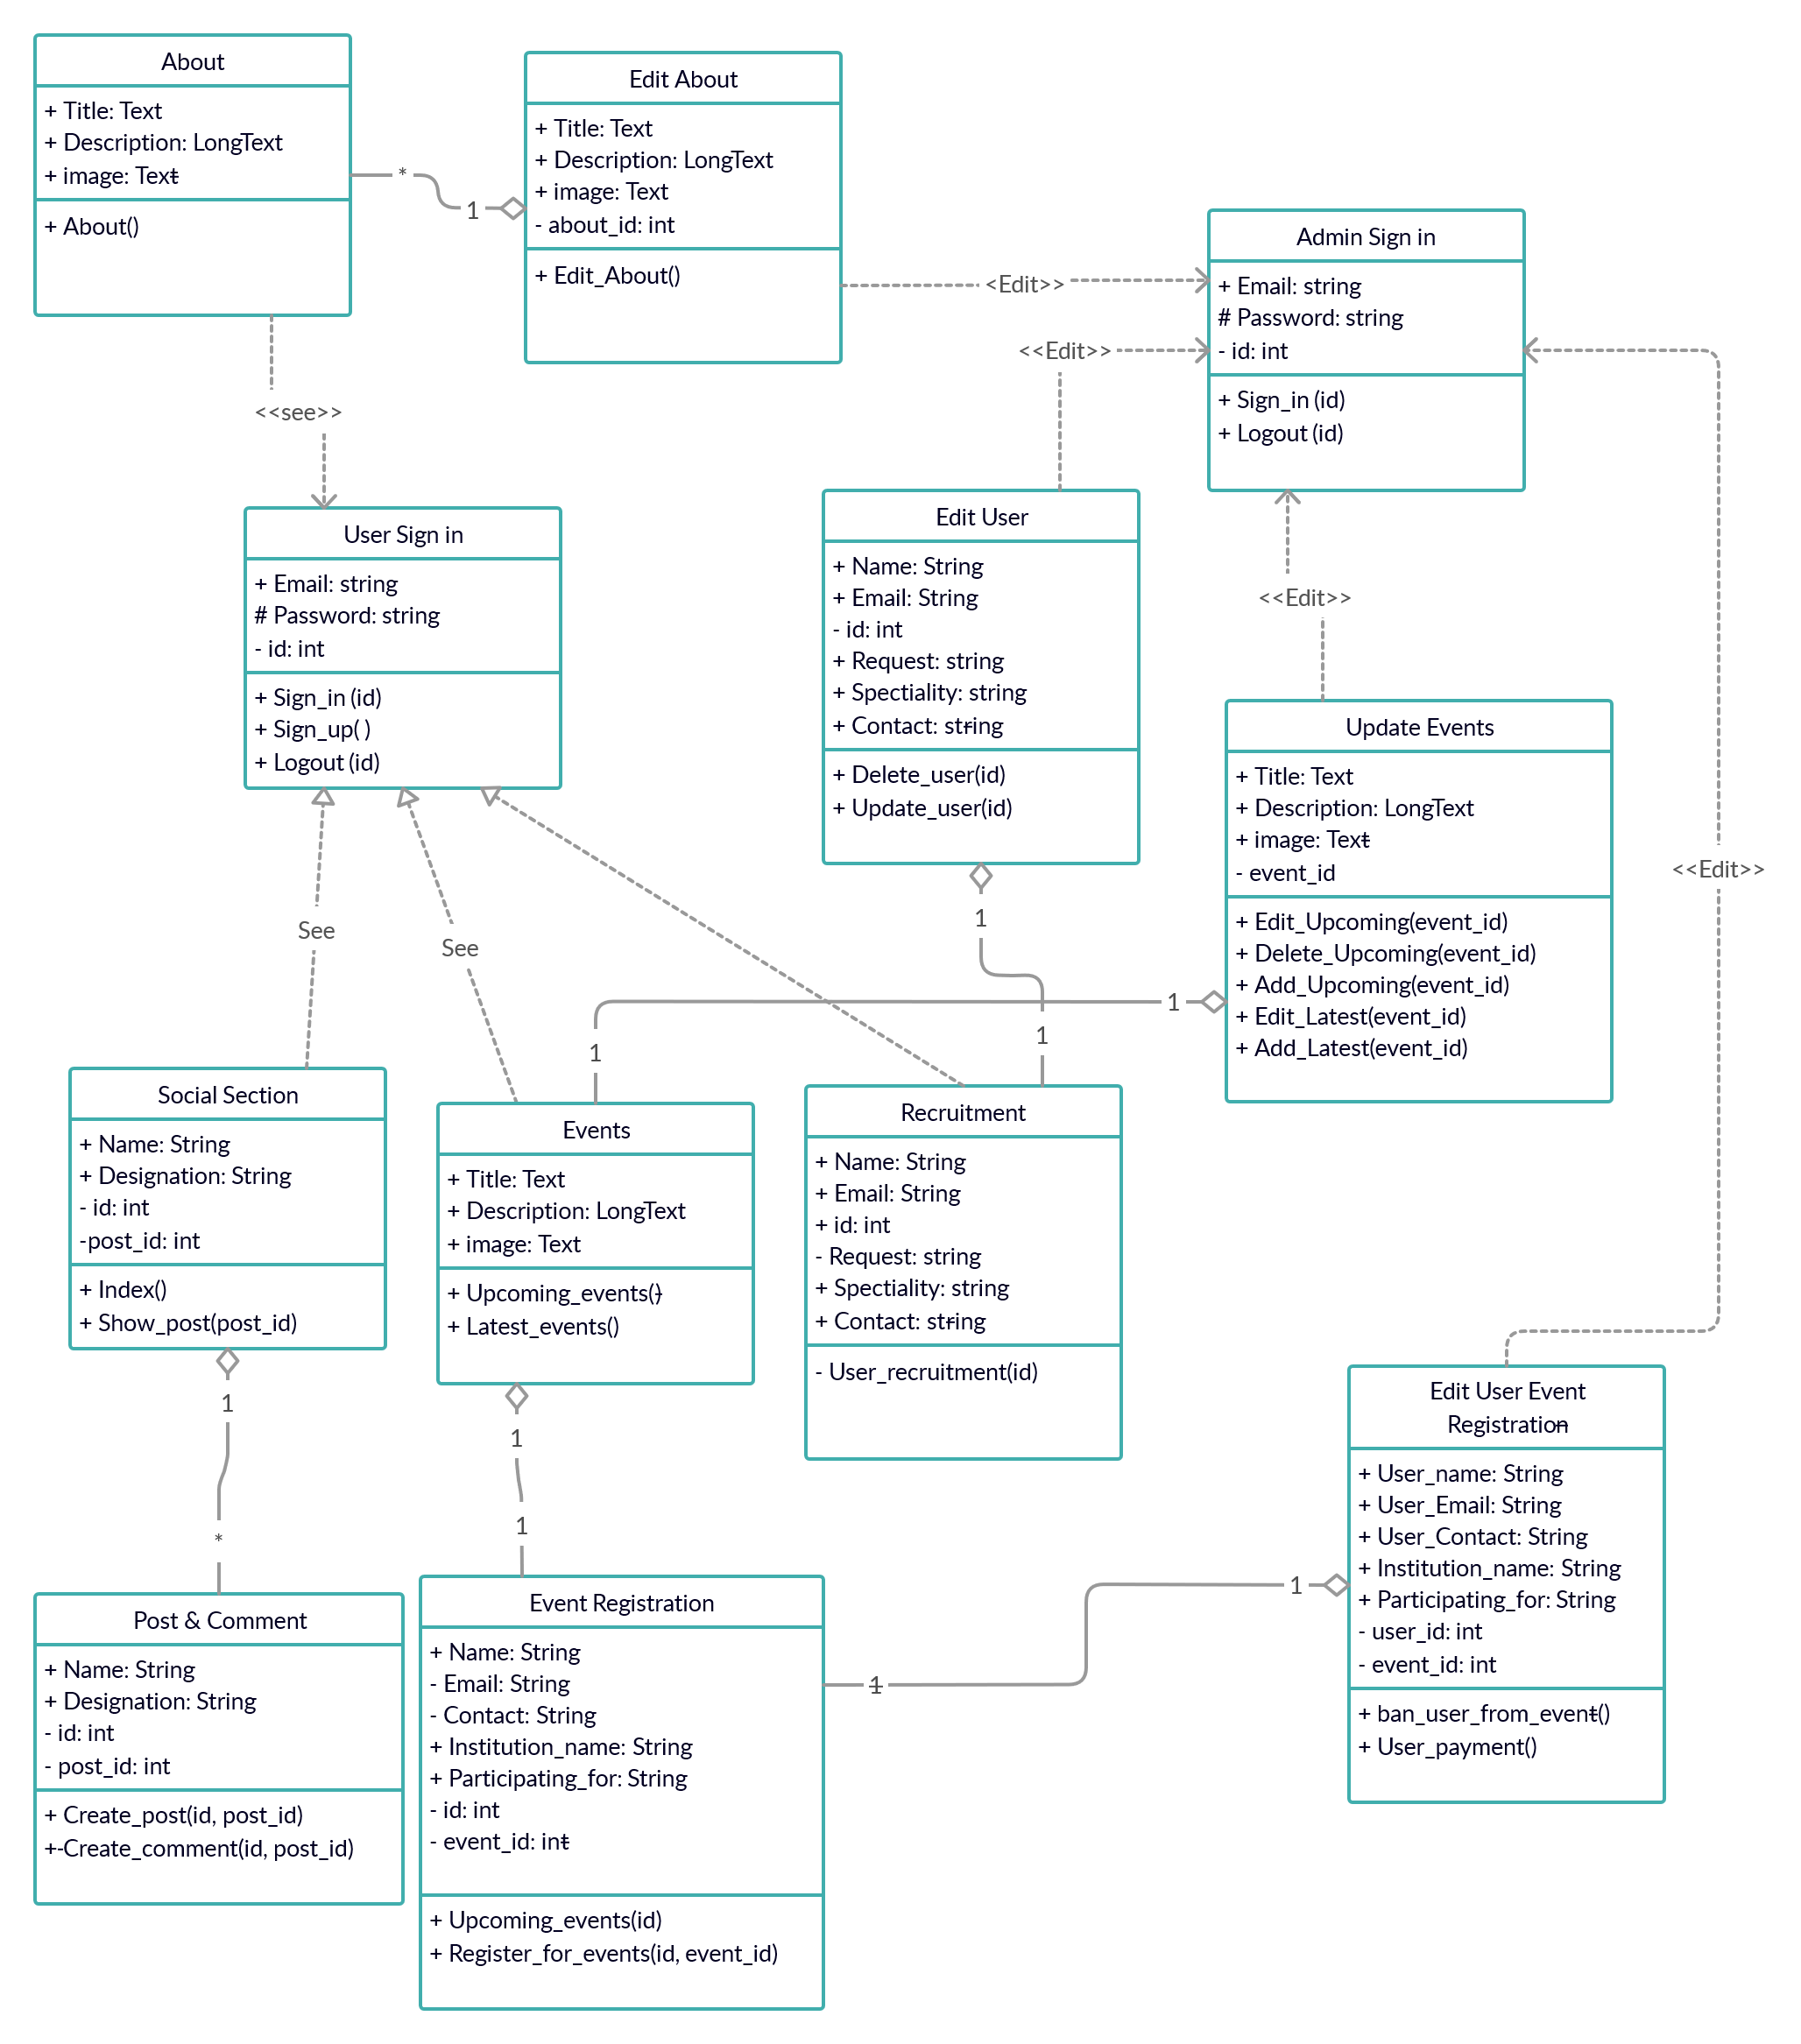 About
+ Title: Text
+ Description: LongText
+ image: Text
+ About()
*
1
Edit About
+ Title: Text
+ Description: LongText
+ image: Text
- about_id: int
+ Edit_About()
<Edit>>
Admin Sign in
+ Email: string
# Password: string
- id: int
+ Sign_in (id)
+ Logout (id)
<<Edit>>
<<see>>
User Sign in
+ Email: string
# Password: string
- id: int
+ Sign_in (id)
+ Sign_up( )
+ Logout (id)
Edit User
+ Name: String
+ Email: String
- id: int
+ Request: string
+ Spectiality: string
+ Contact: string
+ Delete_user(id)
+ Update_user(id)
<<Edit>>
Update Events
+ Title: Text
+ Description: LongText
+ image: Text
- event_id
+ Edit_Upcoming(event_id)
+ Delete_Upcoming(event_id)
+ Add_Upcoming(event_id)
+ Edit_Latest(event_id)
+ Add_Latest(event_id)
<<Edit>>
See
See
1
1
1
1
Social Section
+ Name: String
+ Designation: String
- id: int
-post_id: int
+ Index()
+ Show_post(post_id)
Events
+ Title: Text
+ Description: LongText
+ image: Text
+ Upcoming_events()
+ Latest_events()
Recruitment
+ Name: String
+ Email: String
+ id: int
- Request: string
+ Spectiality: string
+ Contact: string
- User_recruitment(id)
1
*
1
1
Edit User Event
Registration
+ User_name: String
+ User_Email: String
+ User_Contact: String
+ Institution_name: String
+ Participating_for: String
- user_id: int
- event_id: int
+ ban_user_from_event()
+ User_payment()
1
1
Post & Comment
+ Name: String
+ Designation: String
- id: int
- post_id: int
+ Create_post(id, post_id)
+-Create_comment(id, post_id)
Event Registration
+ Name: String
- Email: String
- Contact: String
+ Institution_name: String
+ Participating_for: String
- id: int
- event_id: int
+ Upcoming_events(id)
+ Register_for_events(id, event_id)